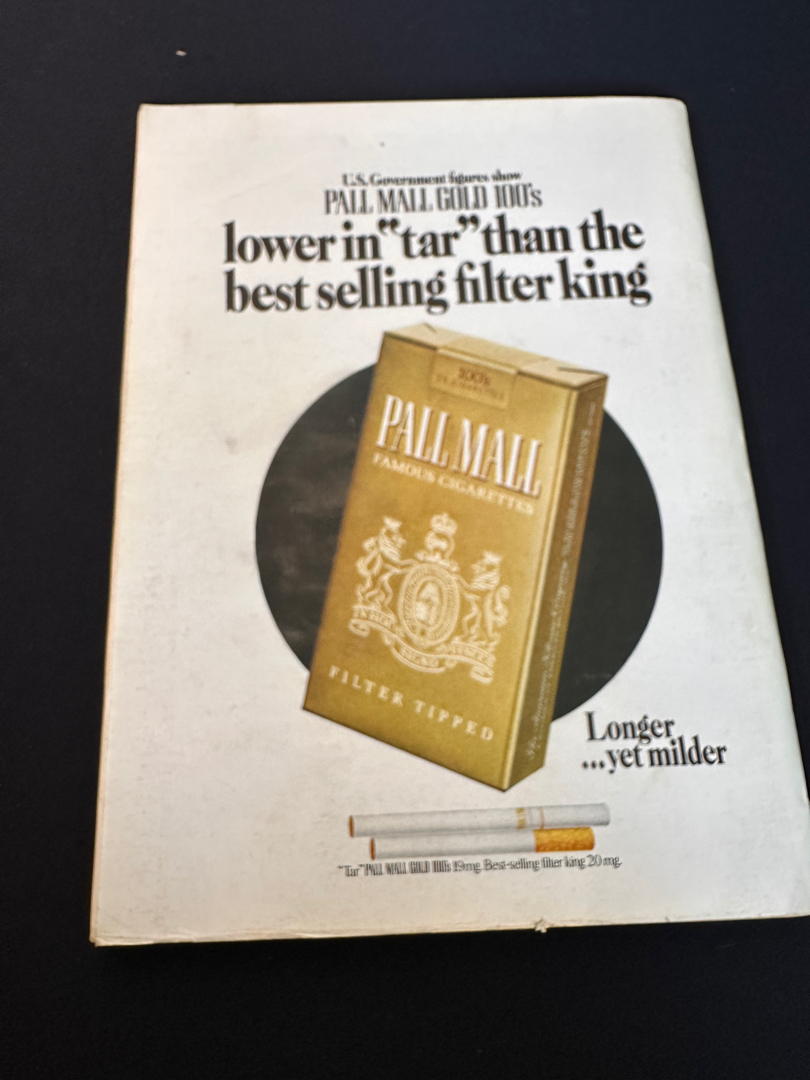 U.S. Government figures show
PALL MALL GOLD 100's
lower in "tar" than the
best selling filter king
100's
PALL MALL
FAMOUS CIGARETTES
FILTER TIPPED
Longer
...yet milder
"Tar" PALL MALL GOLD 100's 19 mg. Best-selling filter king 20 mg.